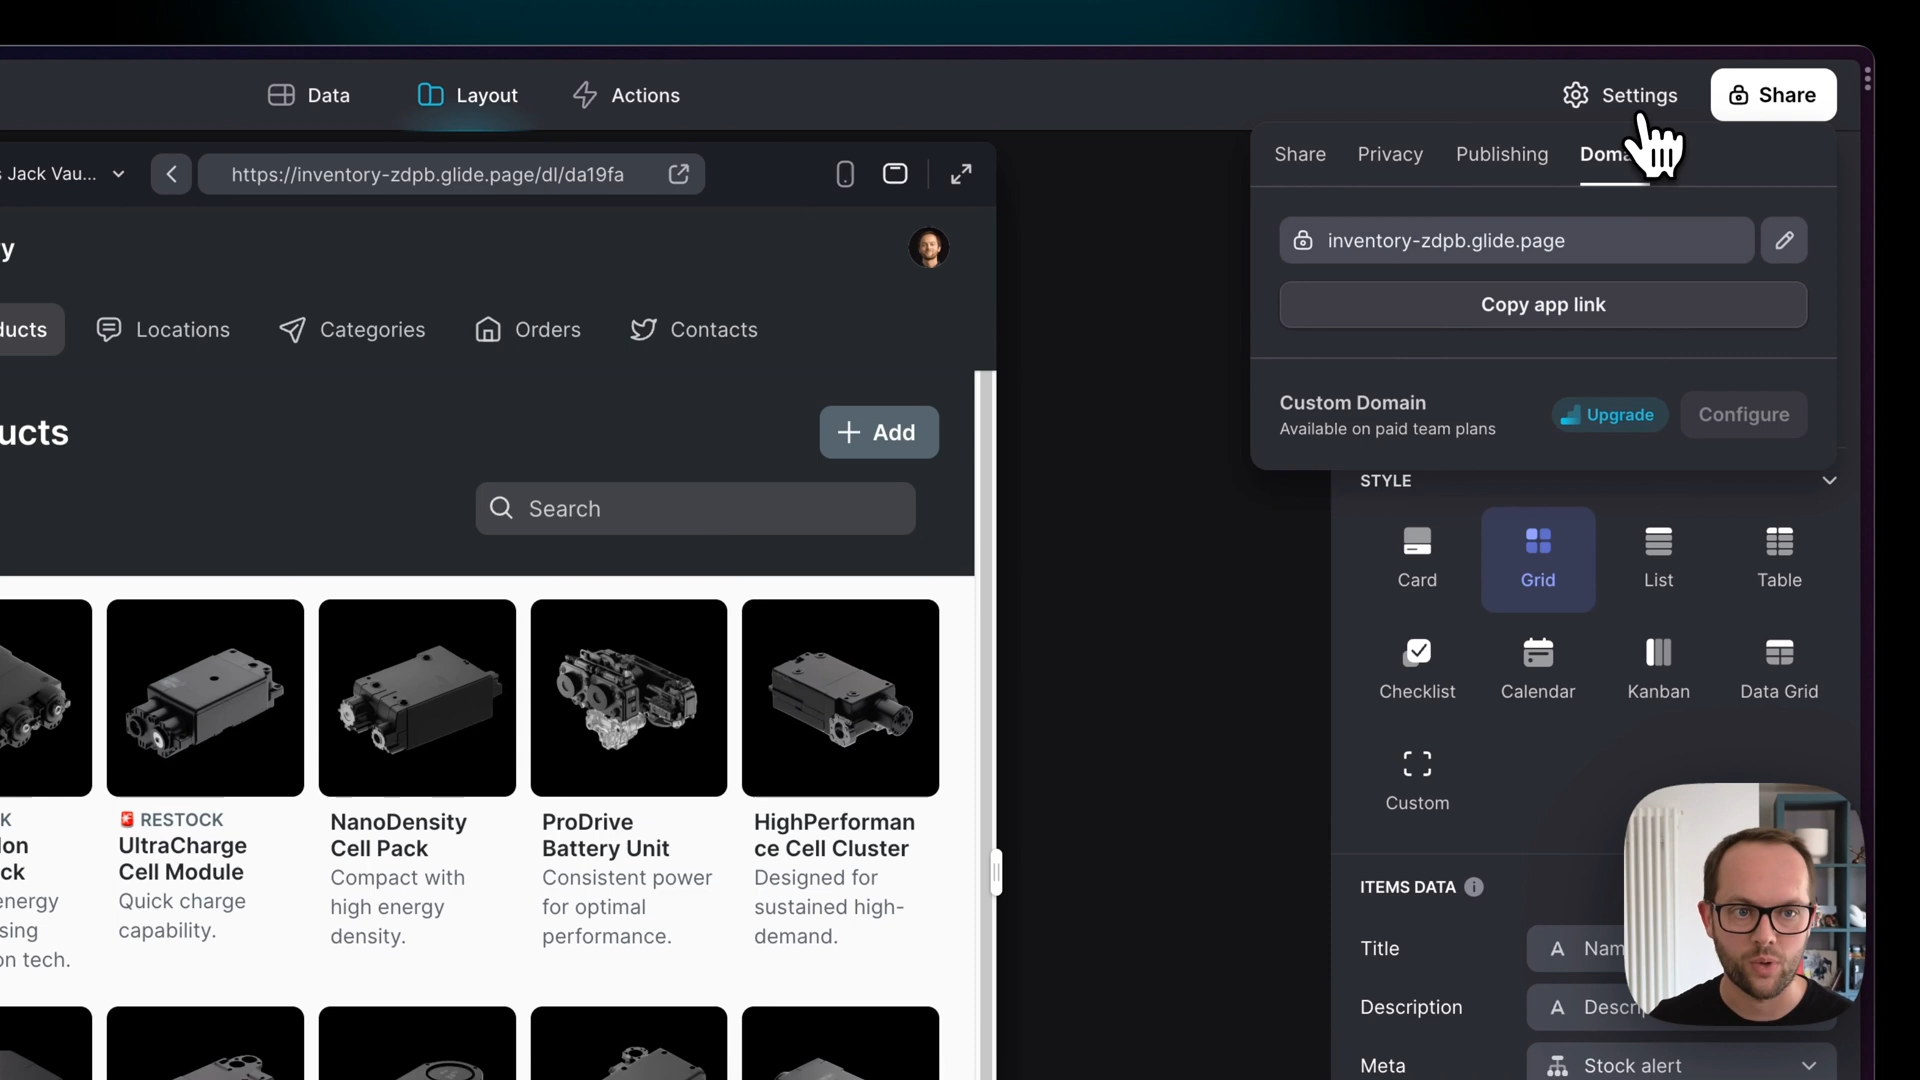 Data
Layout
Actions
Settings
Share
s Jack Vau...
https://inventory-zdpb.glide.page/dl/da19fa
Share
Privacy
Publishing
inventory-zdpb.glide.page
Copy app link
Custom Domain
Available on paid team plans
Upgrade
Configure
y
ucts
Locations
Categories
Orders
Contacts
ucts
Add
Search
STYLE
Card
Grid
List
Table
Checklist
Calendar
Kanban
Data Grid
Custom
K
on
ck
energy
sing
on tech.
RESTOCK
UltraCharge
Cell Module
Quick charge
capability.
NanoDensity
Cell Pack
Compact with
high energy
density.
ProDrive
Battery Unit
Consistent power
for optimal
performance.
HighPerforman
ce Cell Cluster
Designed for
sustained high-
demand.
ITEMS DATA
Title
A Nam
Description
A Descri
Meta
Stock alert